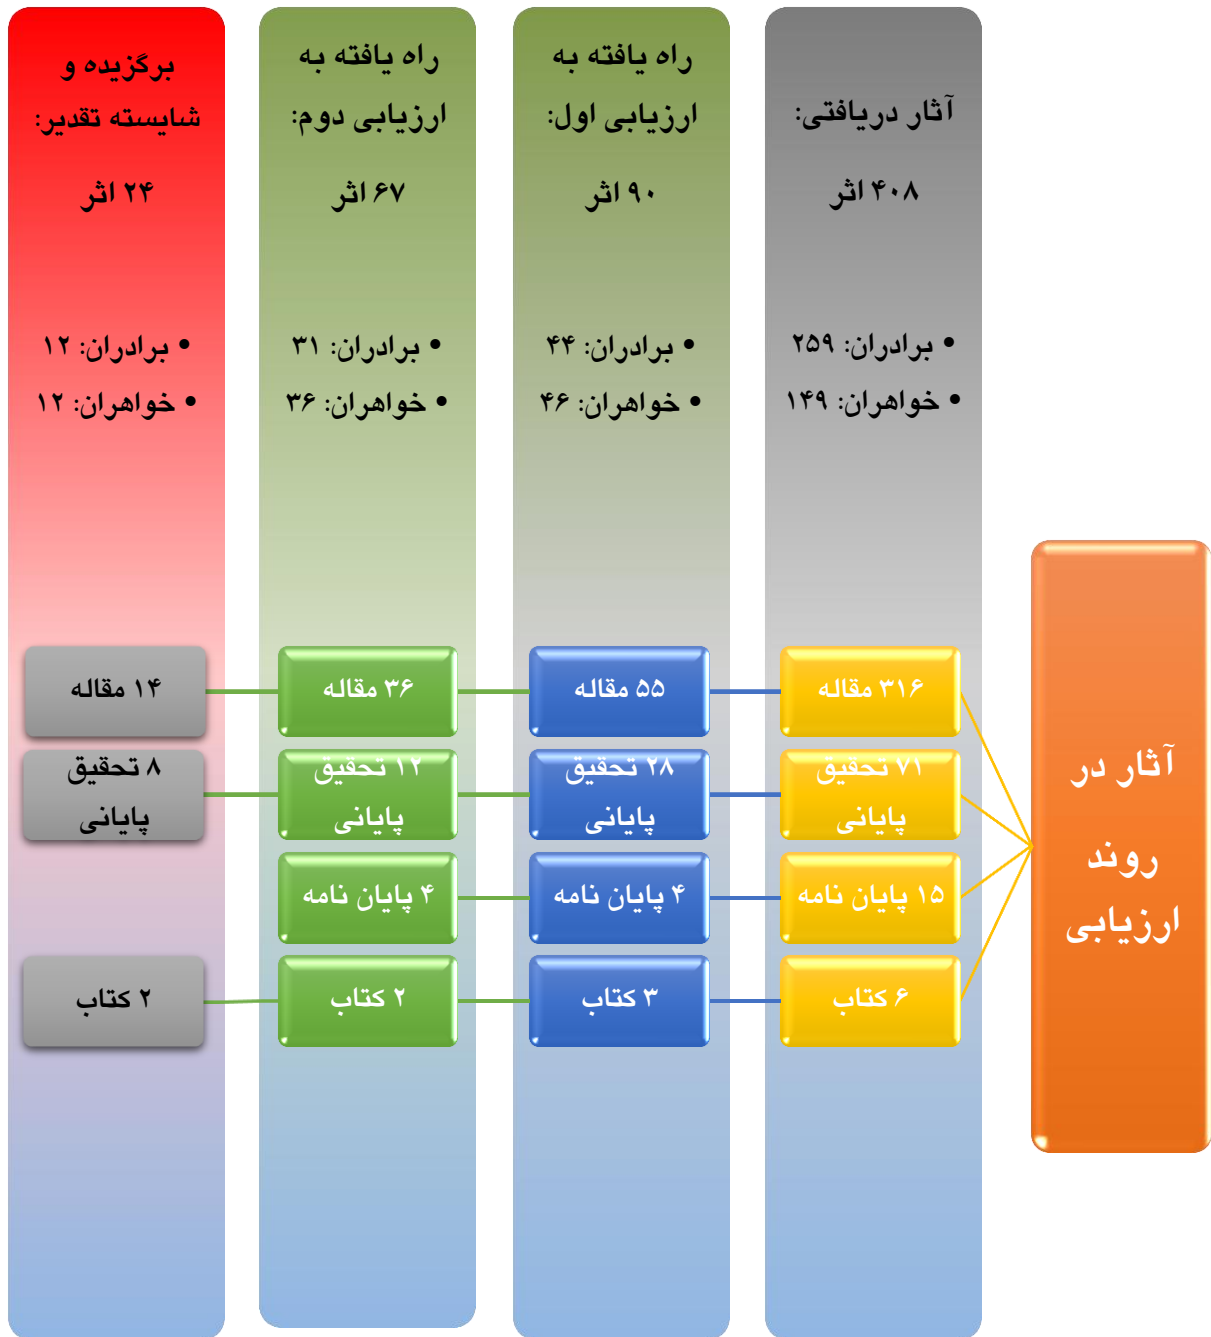 آثار در
روند
ارزیابی
آثار دریافتی:
۴۰۸ اثر
• برادران: ۲۵۹
• خواهران: ۱۴۹
۳۱۶ مقاله
۷۱ تحقیق
پایانی
۱۵ پایان نامه
۶ کتاب
راه یافته به
ارزیابی اول:
۹۰ اثر
• برادران: ۴۴
• خواهران: ۴۶
۵۵ مقاله
۲۸ تحقیق
پایانی
۴ پایان نامه
۳ کتاب
راه یافته به
ارزیابی دوم:
۶۷ اثر
• برادران: ۳۱
• خواهران: ۳۶
۳۶ مقاله
۱۲ تحقیق
پایانی
۴ پایان نامه
۲ کتاب
برگزیده و
شایسته تقدیر:
۲۴ اثر
• برادران: ۱۲
• خواهران: ۱۲
۱۴ مقاله
۸ تحقیق
پایانی
۲ کتاب